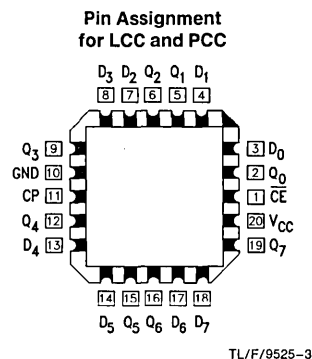 Pin Assignment
for LCC and PCC
D3 D2 Q2 Q1 D1
8 7 6 5 4
Q3 9
GND 10
CP 11
Q4 12
D4 13
3 D0
2 Q0
1 C̅E̅
20 VCC
19 Q7
14 15 16 17 18
D5 Q5 Q6 D6 D7
TL/F/9525-3